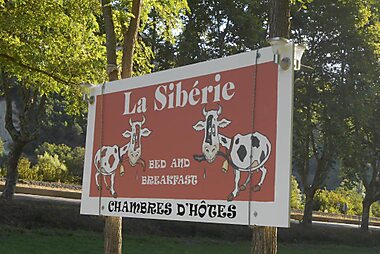 La Sibérie
BED AND
BREAKFAST
CHAMBRES D'HÔTES